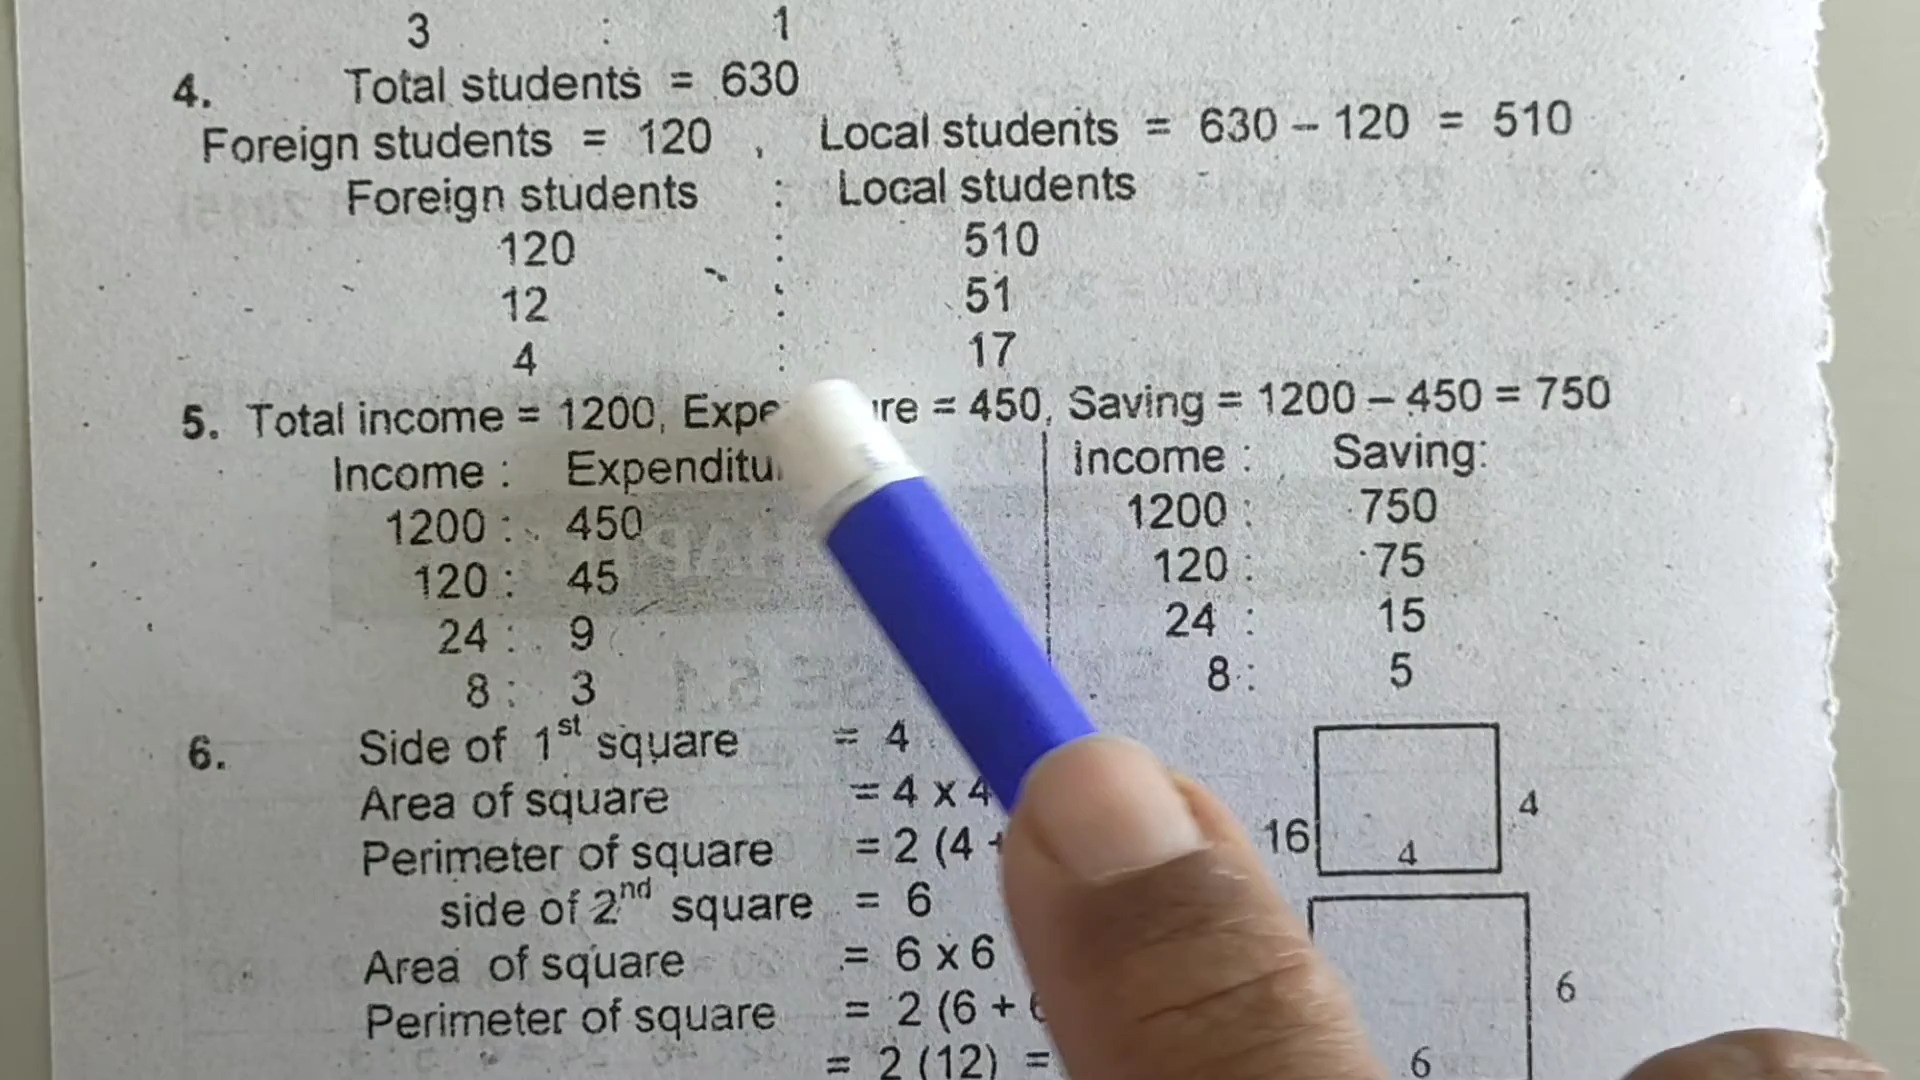 3 : 1
4. Total students = 630
Foreign students = 120 , Local students = 630 – 120 = 510
Foreign students : Local students
120 : 510
12 : 51
4 : 17
5. Total income = 1200, = 450, Saving = 1200 – 450 = 750
Income : Income : Saving:
1200 : 450 1200 : 750
120 : 45 120 : 75
24 : 9 24 : 15
8 : 3 8 : 5
6. Side of 1st square = 4
Area of square = 4 x 4
4
Perimeter of square = 2 (4 +
16
4
side of 2nd square = 6
Area of square = 6 x 6
6
Perimeter of square = 2 (6 +
= 2 (12) =
6